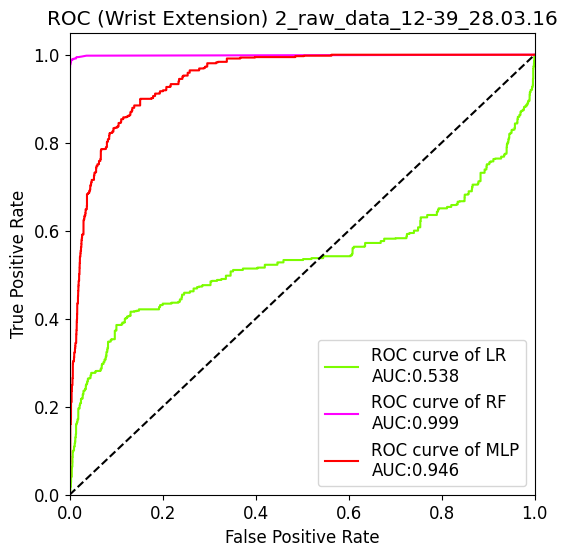 ROC (Wrist Extension) 2_raw_data_12-39_28.03.16
1.0
0.8
0.6
0.4
0.2
0.0
True Positive Rate
ROC curve of LR
AUC:0.538
ROC curve of RF
AUC:0.999
ROC curve of MLP
AUC:0.946
0.0 0.2 0.4 0.6 0.8 1.0
False Positive Rate